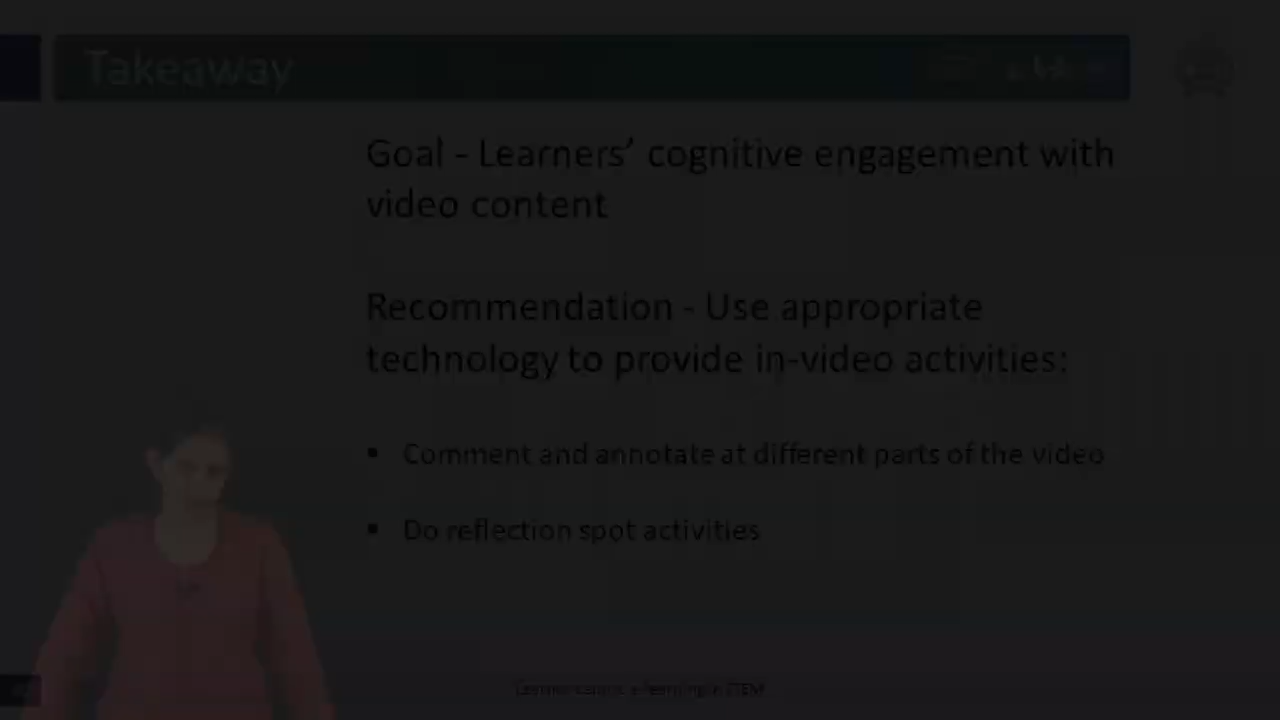 Takeaway
Goal - Learners' cognitive engagement with
video content
Recommendation - Use appropriate
technology to provide in-video activities:
▪ Comment and annotate at different parts of the video
▪ Do reflection spot activities